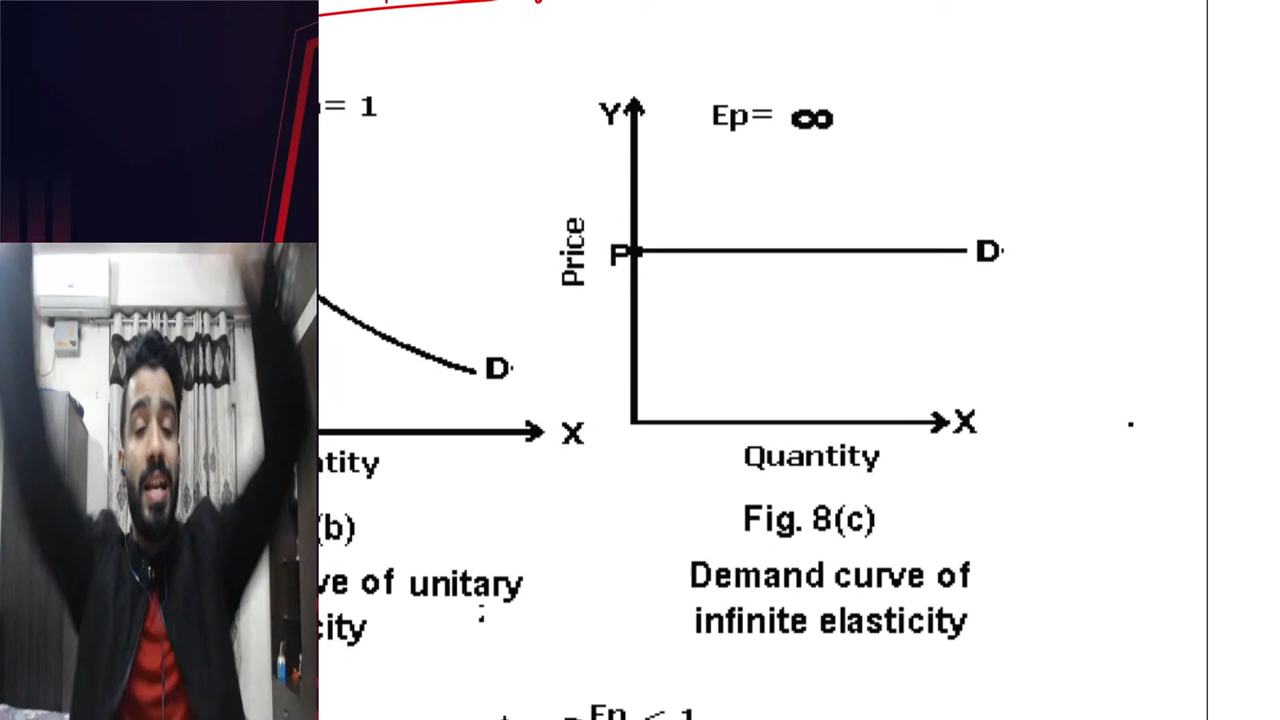 = 1
D
X
ntity
(b)
ve of unitary
city
Y
Ep= ∞
Price
P
D
X
Quantity
Fig. 8(c)
Demand curve of
infinite elasticity
Ep < 1